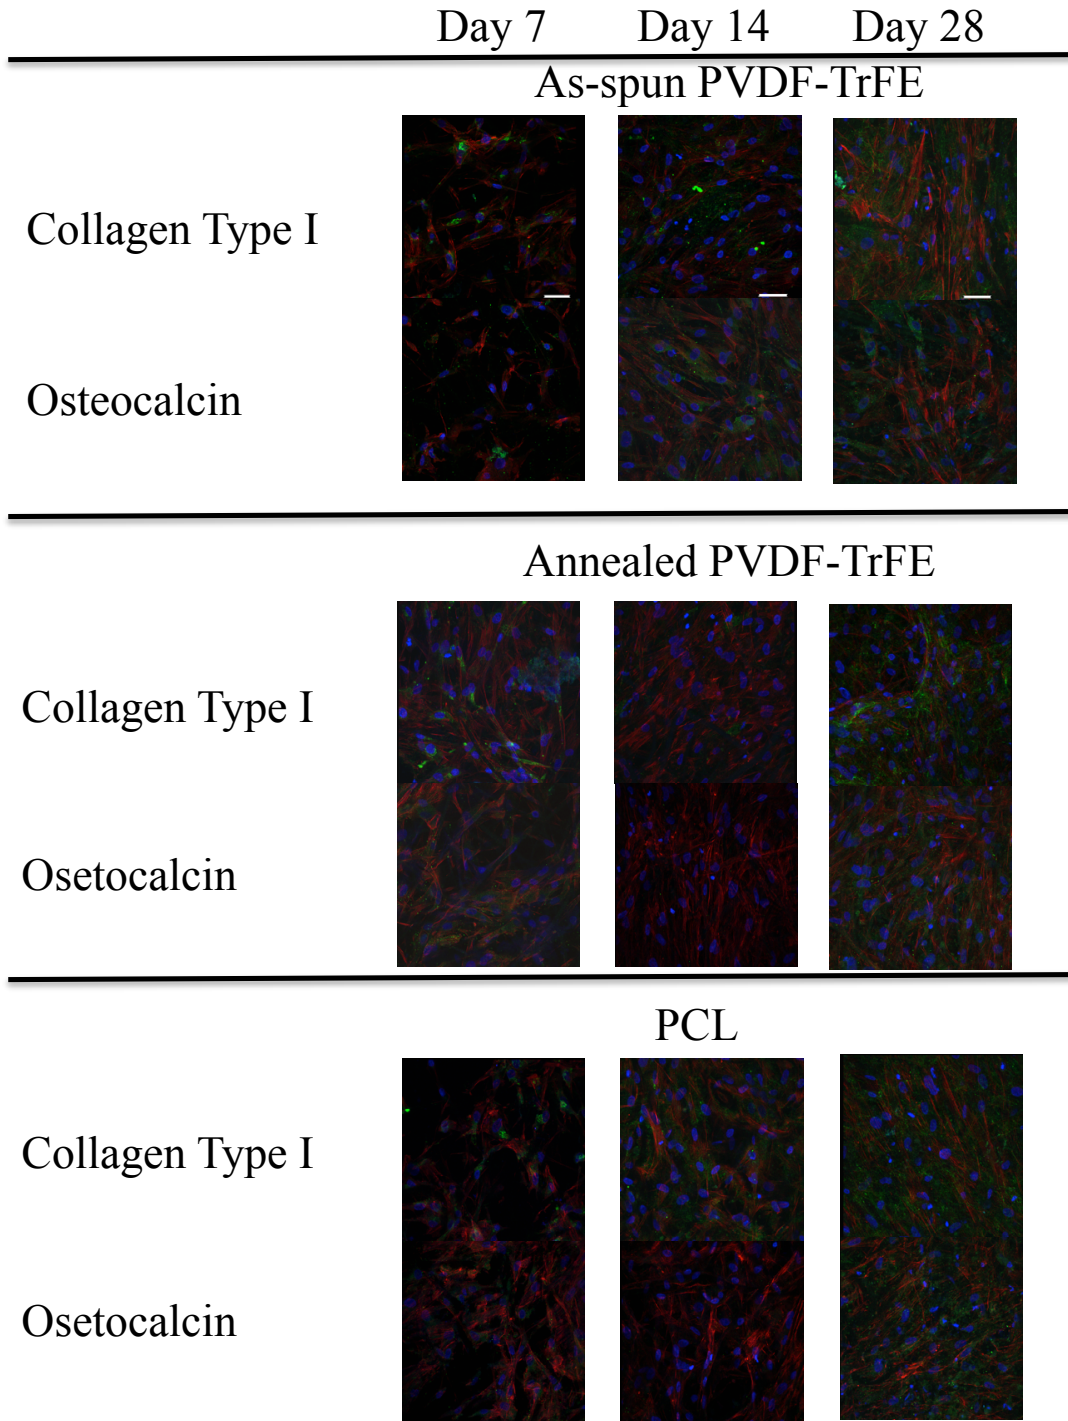 Day 7 Day 14 Day 28
As-spun PVDF-TrFE
Collagen Type I
Osteocalcin
Annealed PVDF-TrFE
Collagen Type I
Osetocalcin
PCL
Collagen Type I
Osetocalcin